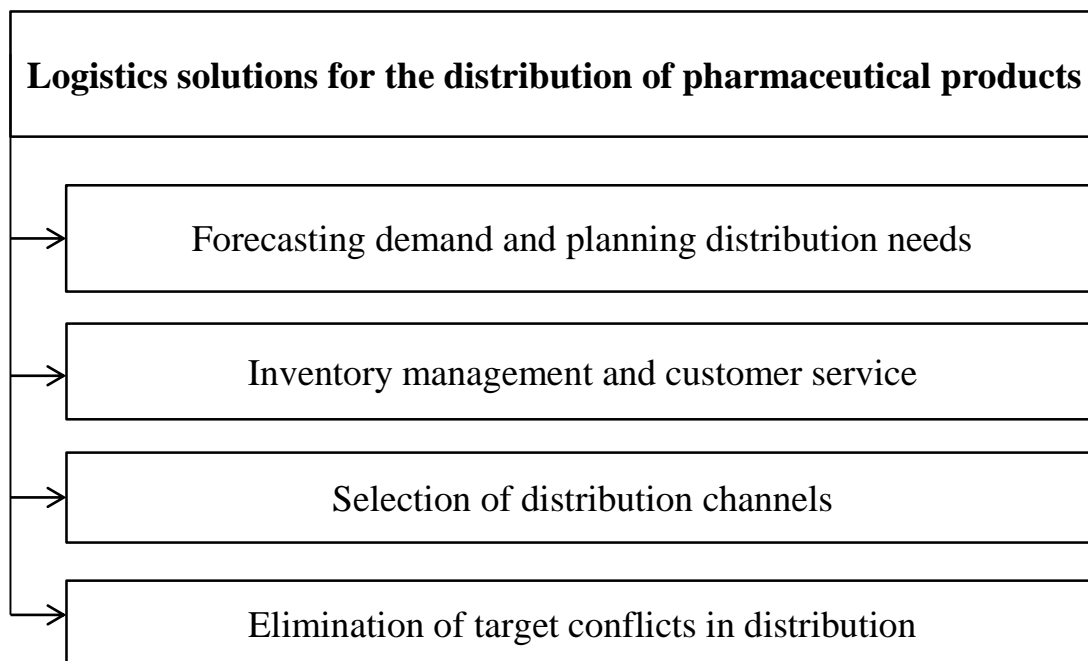 Logistics solutions for the distribution of pharmaceutical products
Forecasting demand and planning distribution needs
Inventory management and customer service
Selection of distribution channels
Elimination of target conflicts in distribution